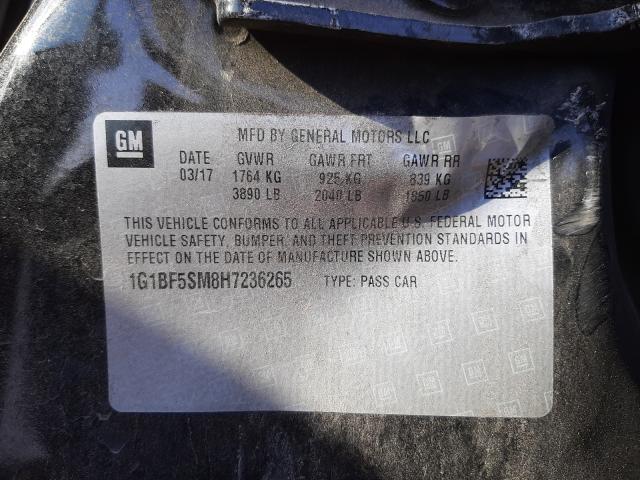 GM MFD BY GENERAL MOTORS LLC
DATE GVWR GAWR FRT GAWR RR
03/17 1764 KG 925 KG 839 KG
3890 LB 2040 LB 1850 LB
THIS VEHICLE CONFORMS TO ALL APPLICABLE U.S. FEDERAL MOTOR
VEHICLE SAFETY, BUMPER, AND THEFT PREVENTION STANDARDS IN
EFFECT ON THE DATE OF MANUFACTURE SHOWN ABOVE.
1G1BF5SM8H7236265 TYPE: PASS CAR